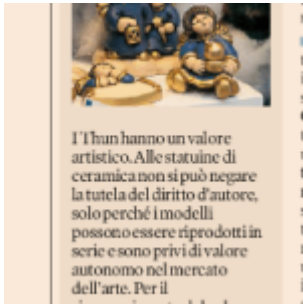 I Thun hanno un valore
artistico. Alle statuine di
ceramica non si può negare
la tutela del diritto d'autore,
solo perché i modelli
possono essere riprodotti in
serie e sono privi di valore
autonomo nel mercato
dell'arte. Per il